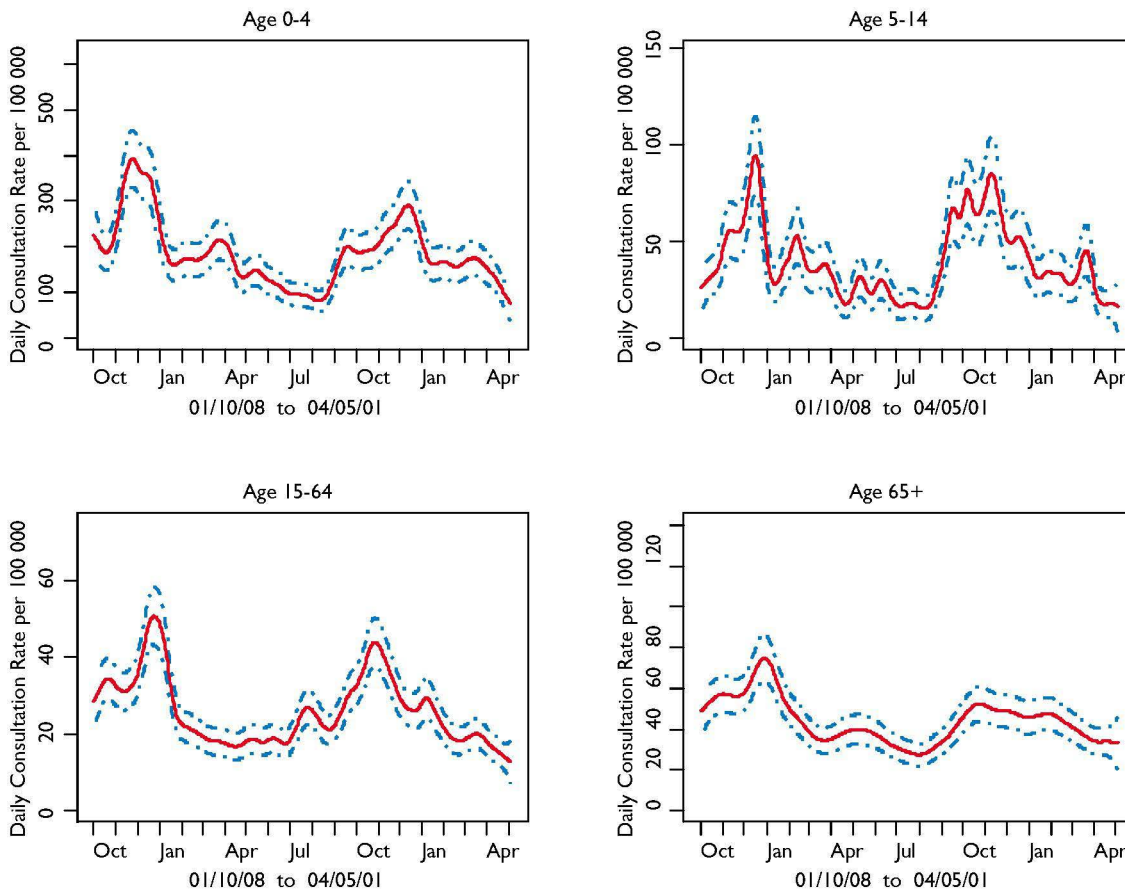 Age 0-4
Daily Consultation Rate per 100 000
500
300
100
0
Oct Jan Apr Jul Oct Jan Apr
01/10/08 to 04/05/01
Age 5-14
Daily Consultation Rate per 100 000
150
100
50
0
Oct Jan Apr Jul Oct Jan Apr
01/10/08 to 04/05/01
Age 15-64
Daily Consultation Rate per 100 000
60
40
20
0
Oct Jan Apr Jul Oct Jan Apr
01/10/08 to 04/05/01
Age 65+
Daily Consultation Rate per 100 000
120
80
60
40
20
0
Oct Jan Apr Jul Oct Jan Apr
01/10/08 to 04/05/01